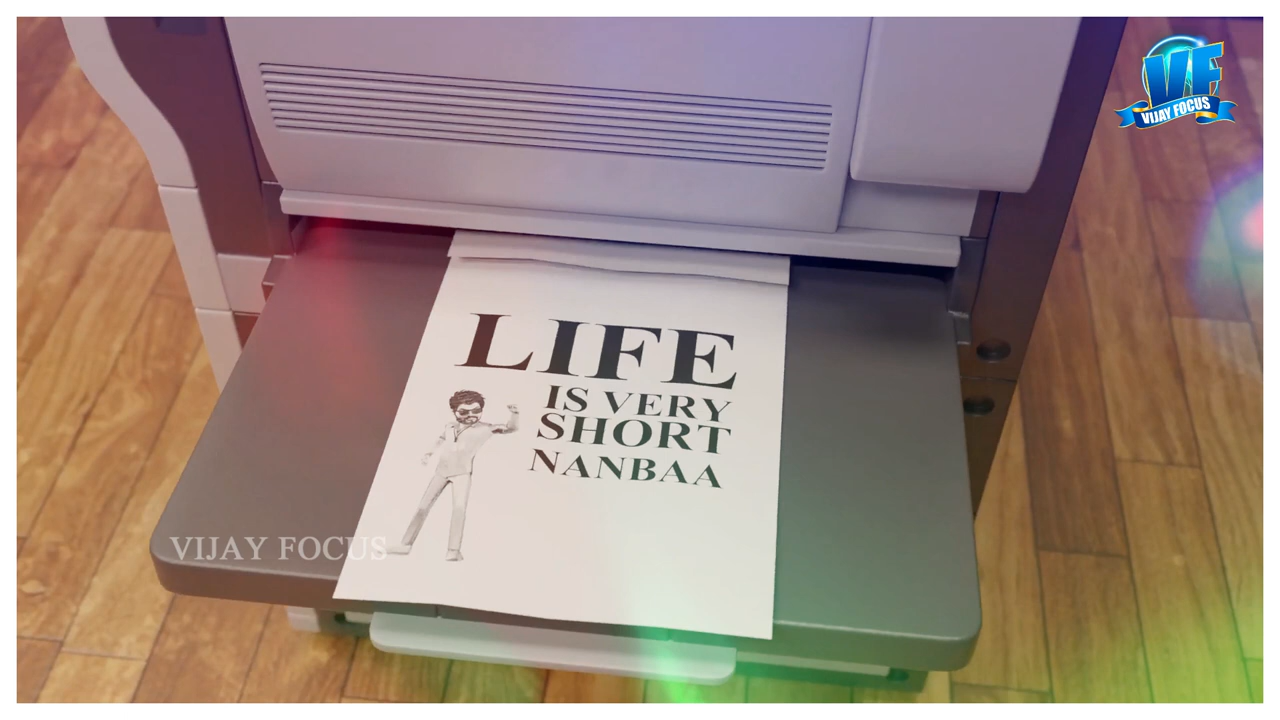 VF
VIJAY FOCUS
LIFE
IS VERY
SHORT
NANBAA
VIJAY FOCUS